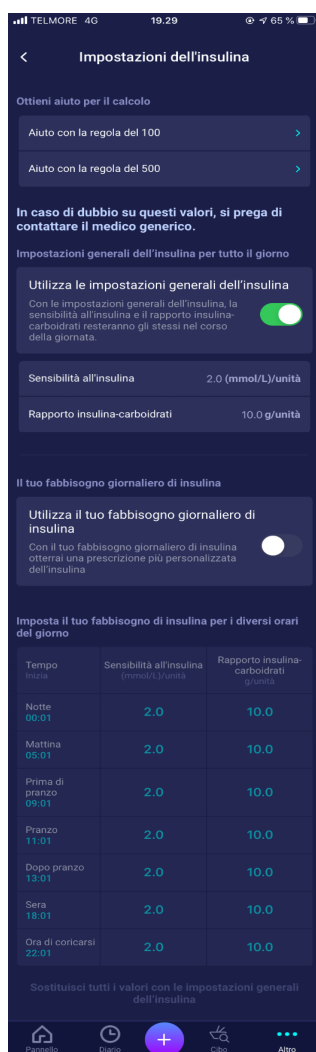 TELMORE 4G 19.29 65 %
Impostazioni dell'insulina
Ottieni aiuto per il calcolo
Aiuto con la regola del 100
Aiuto con la regola del 500
In caso di dubbio su questi valori, si prega di
contattare il medico generico.
Impostazioni generali dell'insulina per tutto il giorno
Utilizza le impostazioni generali dell'insulina
Con le impostazioni generali dell'insulina, la
sensibilità all'insulina e il rapporto insulina-
carboidrati resteranno gli stessi nel corso
della giornata.
Sensibilità all'insulina 2.0 (mmol/L)/unità
Rapporto insulina-carboidrati 10.0 g/unità
Il tuo fabbisogno giornaliero di insulina
Utilizza il tuo fabbisogno giornaliero di
insulina
Con il tuo fabbisogno giornaliero di insulina
otterrai una prescrizione più personalizzata
dell'insulina
Imposta il tuo fabbisogno di insulina per i diversi orari
del giorno
Tempo
Inizia
Sensibilità all'insulina
(mmol/L)/unità
Rapporto insulina-
carboidrati
g/unità
Notte
00:01 2.0 10.0
Mattina
05:01 2.0 10.0
Prima di
pranzo
09:01 2.0 10.0
Pranzo
11:01 2.0 10.0
Dopo pranzo
13:01 2.0 10.0
Sera
18:01 2.0 10.0
Ora di coricarsi
22:01 2.0 10.0
Sostituisci tutti i valori con le impostazioni generali
dell'insulina
Pannello Diario + Cibo Altro